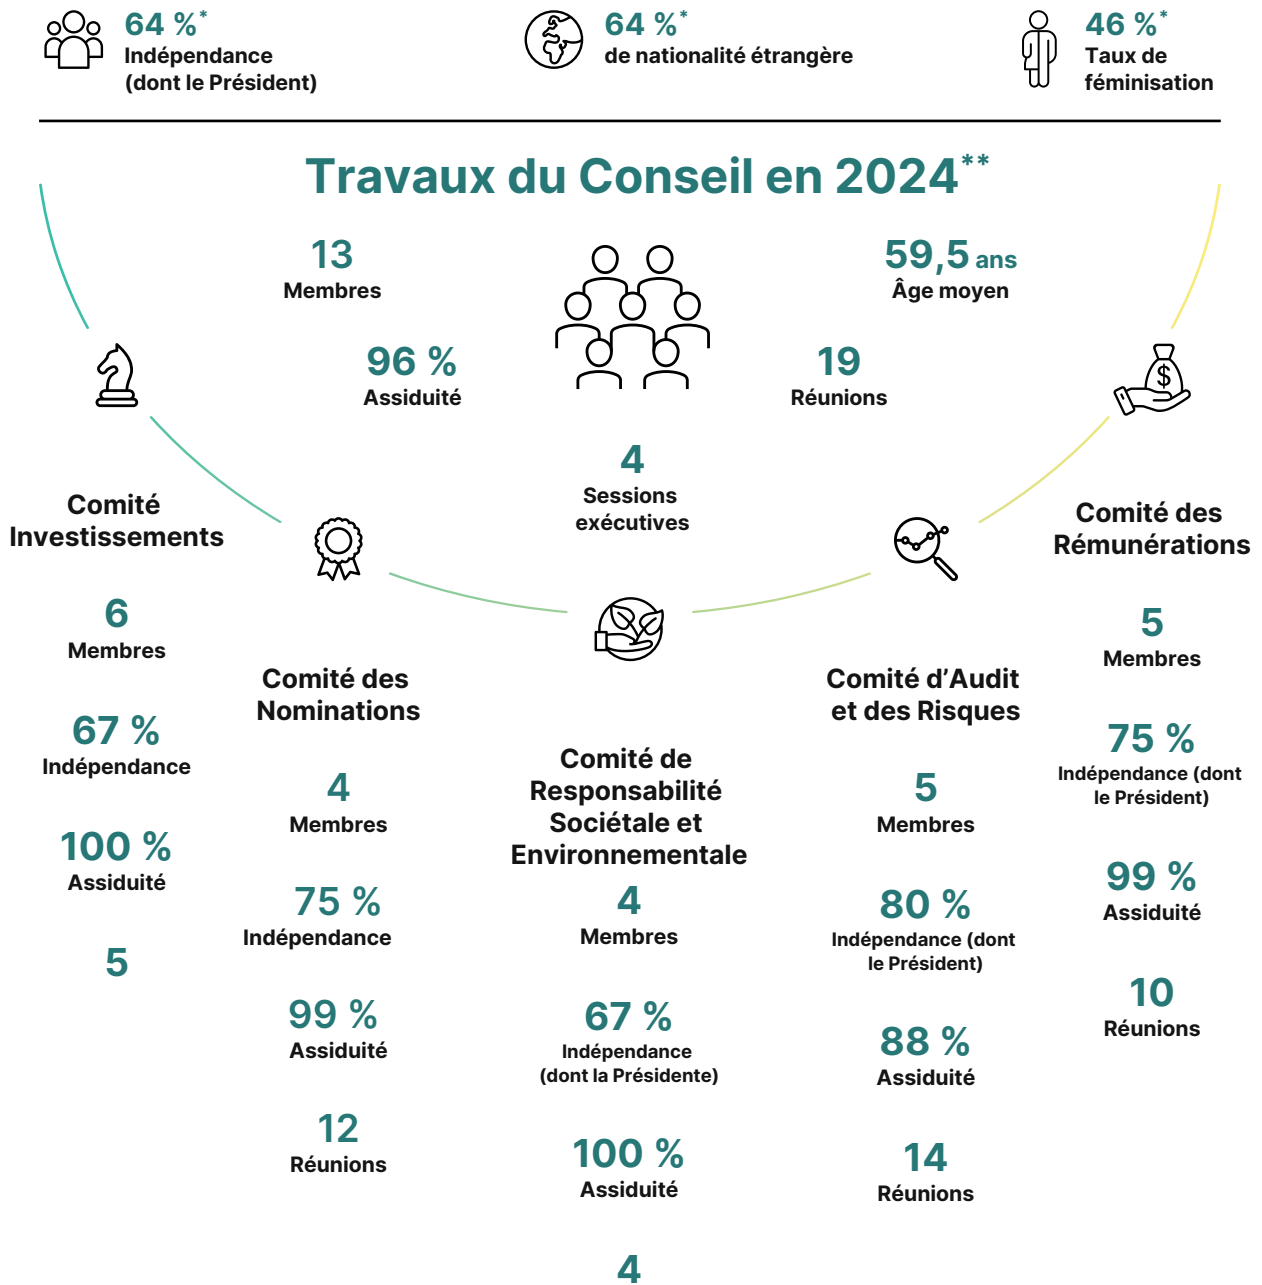 64 %*
Indépendance
(dont le Président)
64 %*
de nationalité étrangère
46 %*
Taux de
féminisation
Travaux du Conseil en 2024**
13
Membres
59,5 ans
Âge moyen
96 %
Assiduité
19
Réunions
4
Sessions
exécutives
$
Comité
Investissements
6
Membres
67 %
Indépendance
100 %
Assiduité
5
Comité des
Nominations
4
Membres
75 %
Indépendance
99 %
Assiduité
12
Réunions
Comité de
Responsabilité
Sociétale et
Environnementale
4
Membres
67 %
Indépendance
(dont la Présidente)
100 %
Assiduité
4
Comité d’Audit
et des Risques
5
Membres
80 %
Indépendance (dont
le Président)
88 %
Assiduité
14
Réunions
Comité des
Rémunérations
5
Membres
75 %
Indépendance (dont
le Président)
99 %
Assiduité
10
Réunions